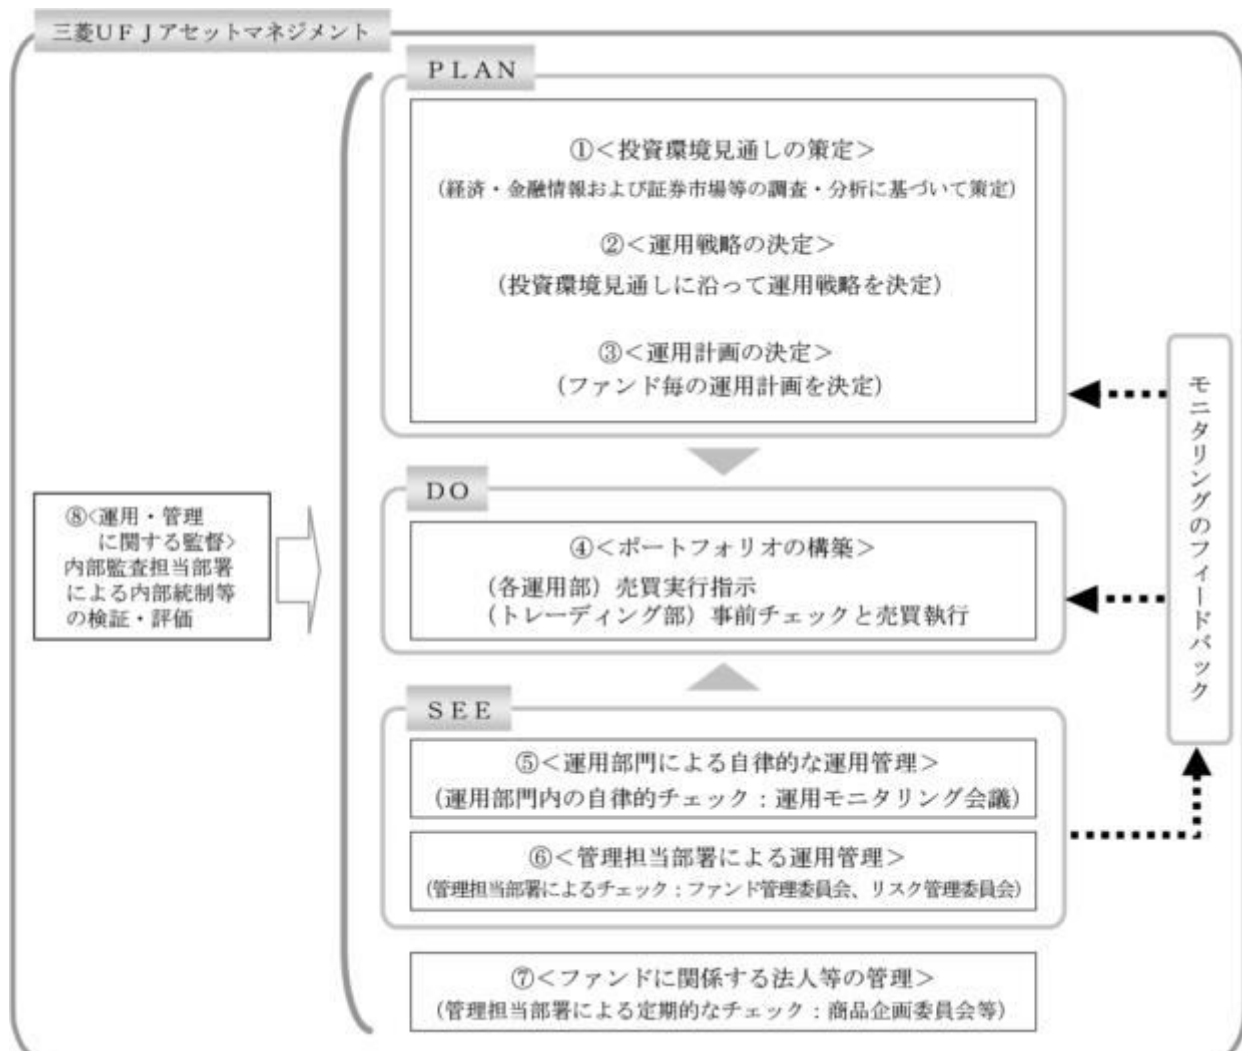 三菱ＵＦＪアセットマネジメント
ＰＬＡＮ
①＜投資環境見通しの策定＞
（経済・金融情報および証券市場等の調査・分析に基づいて策定）
②＜運用戦略の決定＞
（投資環境見通しに沿って運用戦略を決定）
③＜運用計画の決定＞
（ファンド毎の運用計画を決定）
ＤＯ
④＜ポートフォリオの構築＞
（各運用部）売買実行指示
（トレーディング部）事前チェックと売買執行
ＳＥＥ
⑤＜運用部門による自律的な運用管理＞
（運用部門内の自律的チェック：運用モニタリング会議）
⑥＜管理担当部署による運用管理＞
（管理担当部署によるチェック：ファンド管理委員会、リスク管理委員会）
⑦＜ファンドに関係する法人等の管理＞
（管理担当部署による定期的なチェック：商品企画委員会等）
⑧<運用・管理
に関する監督>
内部監査担当部署
による内部統制等
の検証・評価
モニタリングのフィードバック